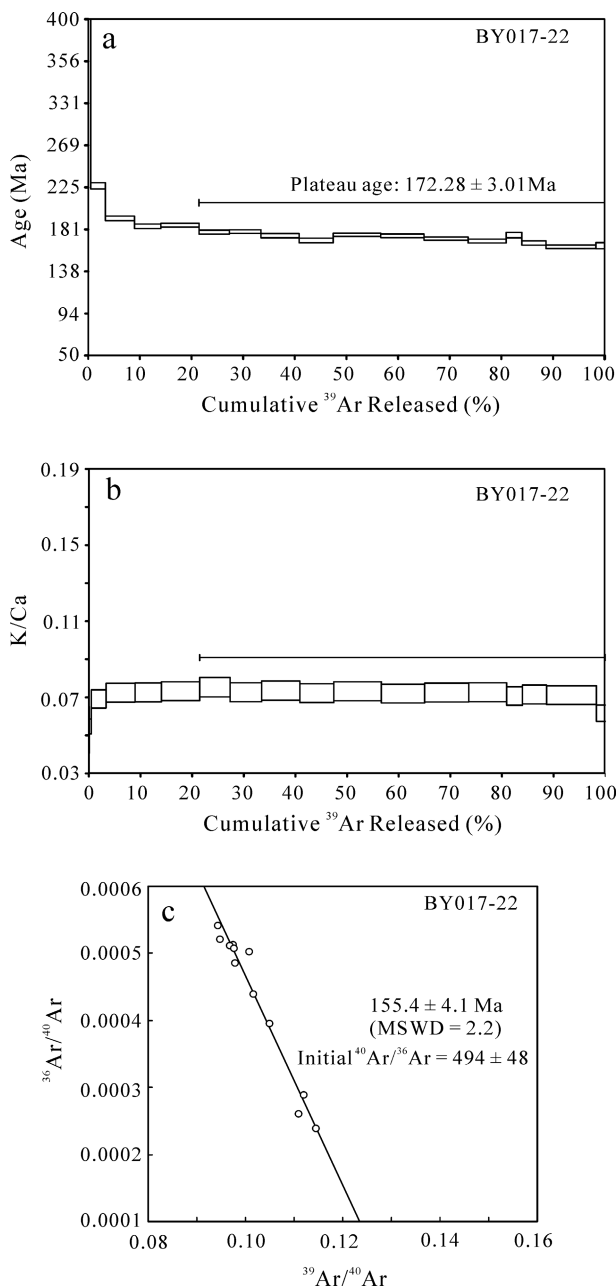 a
BY017-22
Plateau age: 172.28 ± 3.01Ma
Age (Ma)
400
356
331
269
225
181
138
94
50
0 10 20 30 40 50 60 70 80 90 100
Cumulative ³⁹Ar Released (%)
b
BY017-22
K/Ca
0.19
0.15
0.11
0.07
0.03
0 10 20 30 40 50 60 70 80 90 100
Cumulative ³⁹Ar Released (%)
c
BY017-22
155.4 ± 4.1 Ma
(MSWD = 2.2)
Initial ⁴⁰Ar/³⁶Ar = 494 ± 48
³⁶Ar/⁴⁰Ar
0.0006
0.0005
0.0004
0.0003
0.0002
0.0001
0.08 0.10 0.12 0.14 0.16
³⁹Ar/⁴⁰Ar